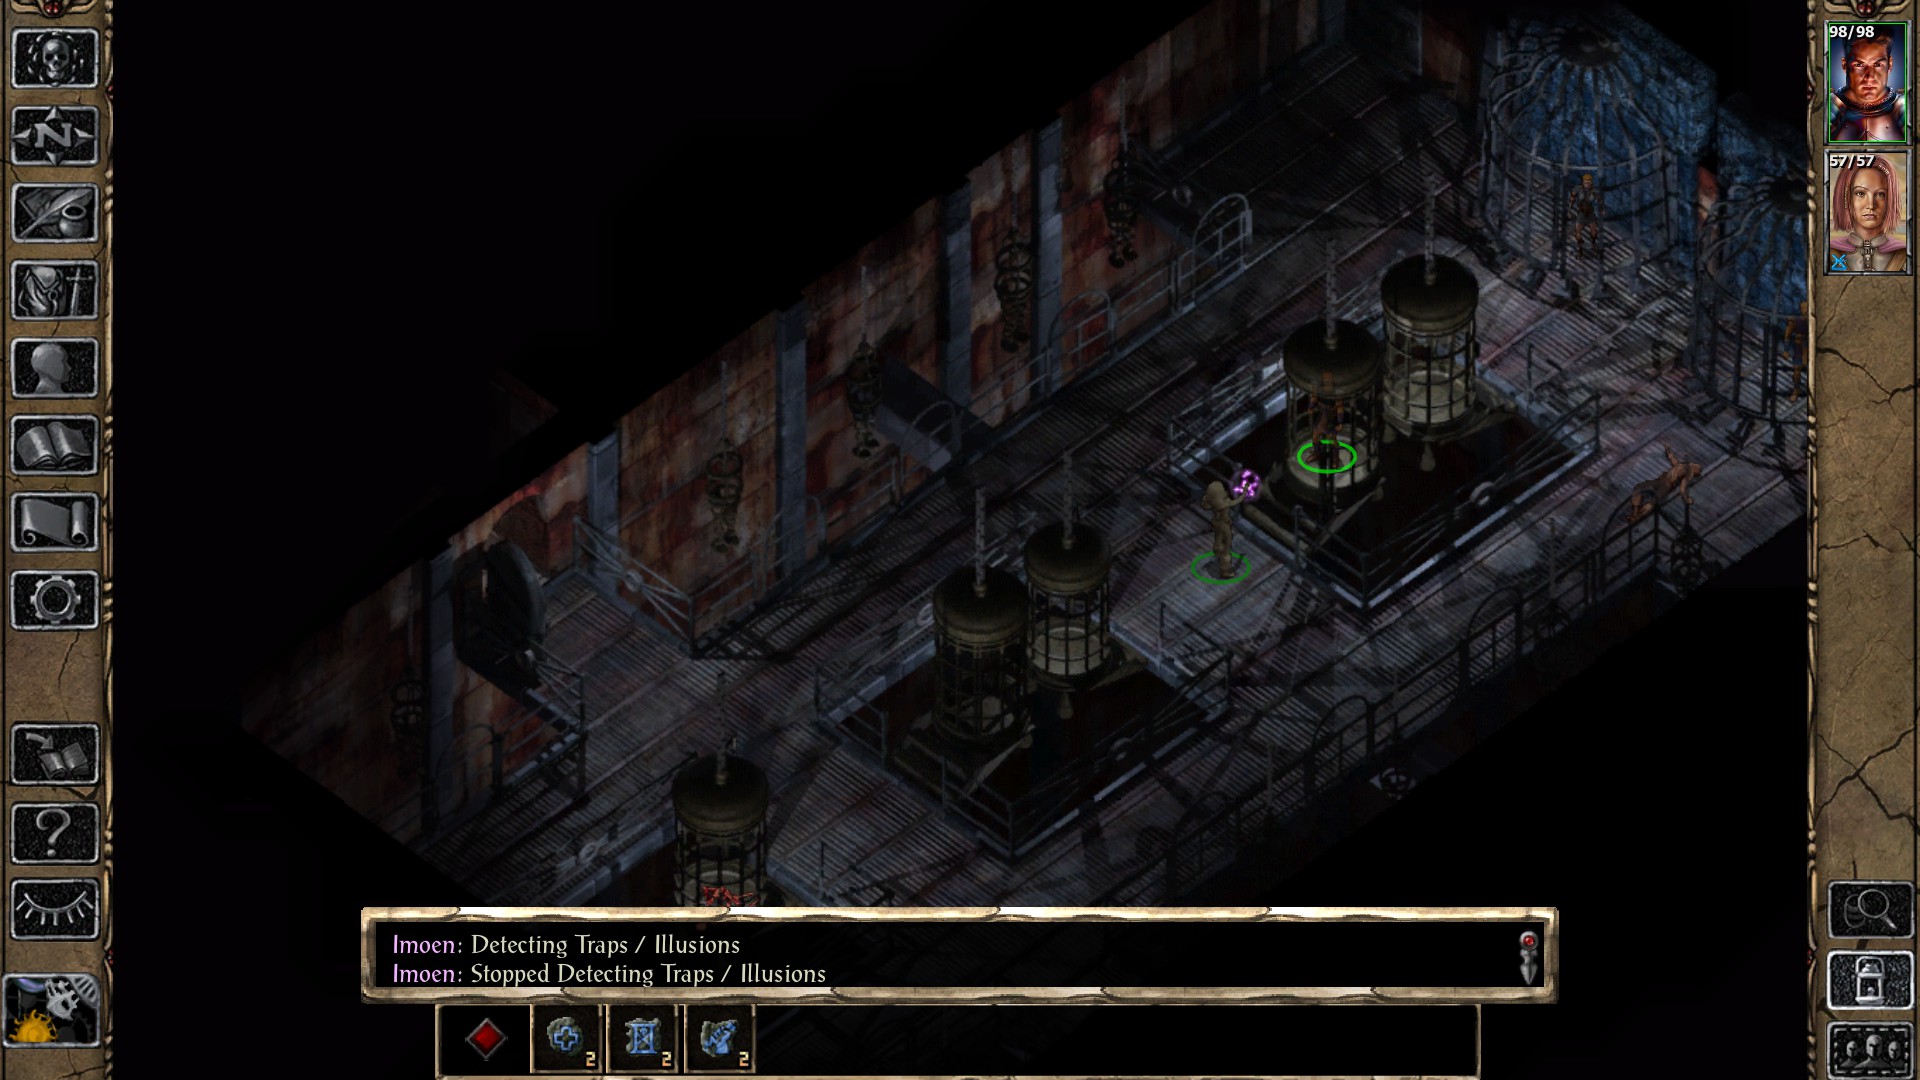 98/98
57/57
N
Imoen: Detecting Traps / Illusions
Imoen: Stopped Detecting Traps / Illusions
?
2
2
2